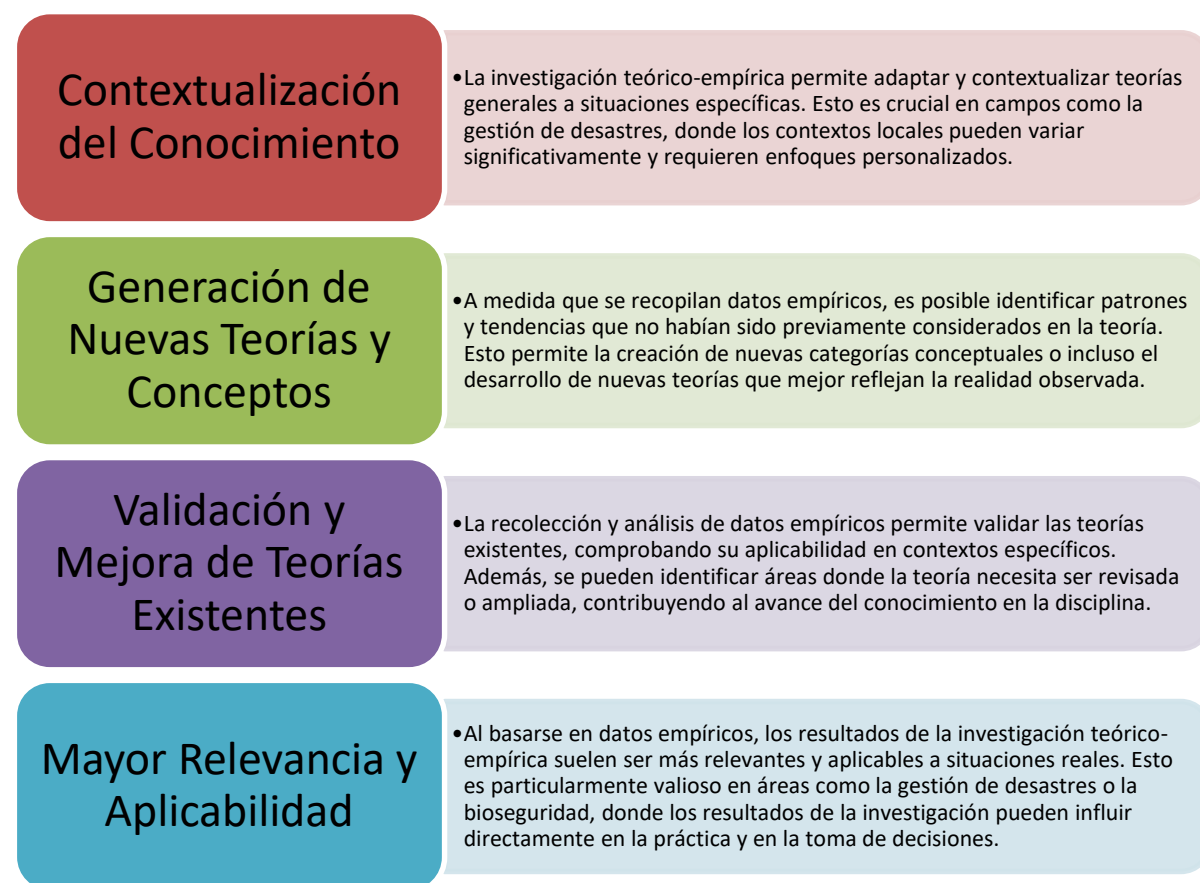 Contextualización
del Conocimiento
•La investigación teórico-empírica permite adaptar y contextualizar teorías
generales a situaciones específicas. Esto es crucial en campos como la
gestión de desastres, donde los contextos locales pueden variar
significativamente y requieren enfoques personalizados.
Generación de
Nuevas Teorías y
Conceptos
•A medida que se recopilan datos empíricos, es posible identificar patrones
y tendencias que no habían sido previamente considerados en la teoría.
Esto permite la creación de nuevas categorías conceptuales o incluso el
desarrollo de nuevas teorías que mejor reflejan la realidad observada.
Validación y
Mejora de Teorías
Existentes
•La recolección y análisis de datos empíricos permite validar las teorías
existentes, comprobando su aplicabilidad en contextos específicos.
Además, se pueden identificar áreas donde la teoría necesita ser revisada
o ampliada, contribuyendo al avance del conocimiento en la disciplina.
Mayor Relevancia y
Aplicabilidad
•Al basarse en datos empíricos, los resultados de la investigación teórico-
empírica suelen ser más relevantes y aplicables a situaciones reales. Esto
es particularmente valioso en áreas como la gestión de desastres o la
bioseguridad, donde los resultados de la investigación pueden influir
directamente en la práctica y en la toma de decisiones.